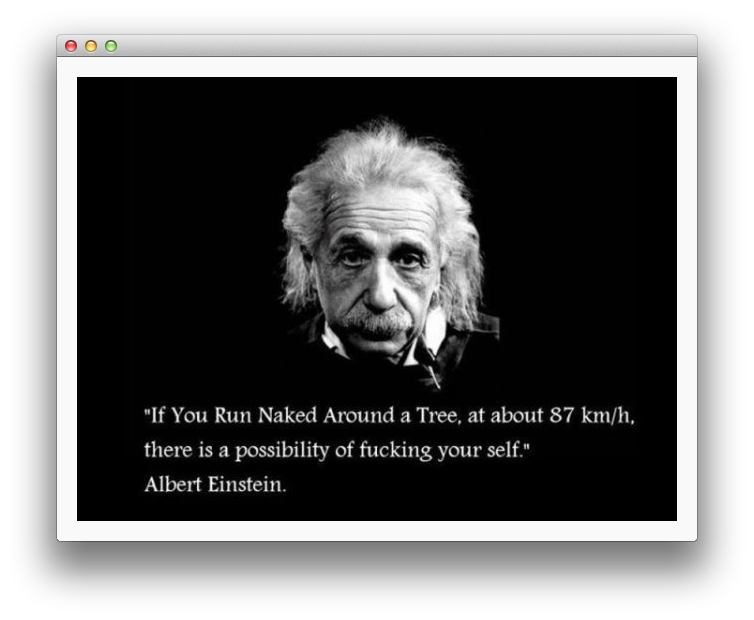 "If You Run Naked Around a Tree, at about 87 km/h,
there is a possibility of fucking your self."
Albert Einstein.